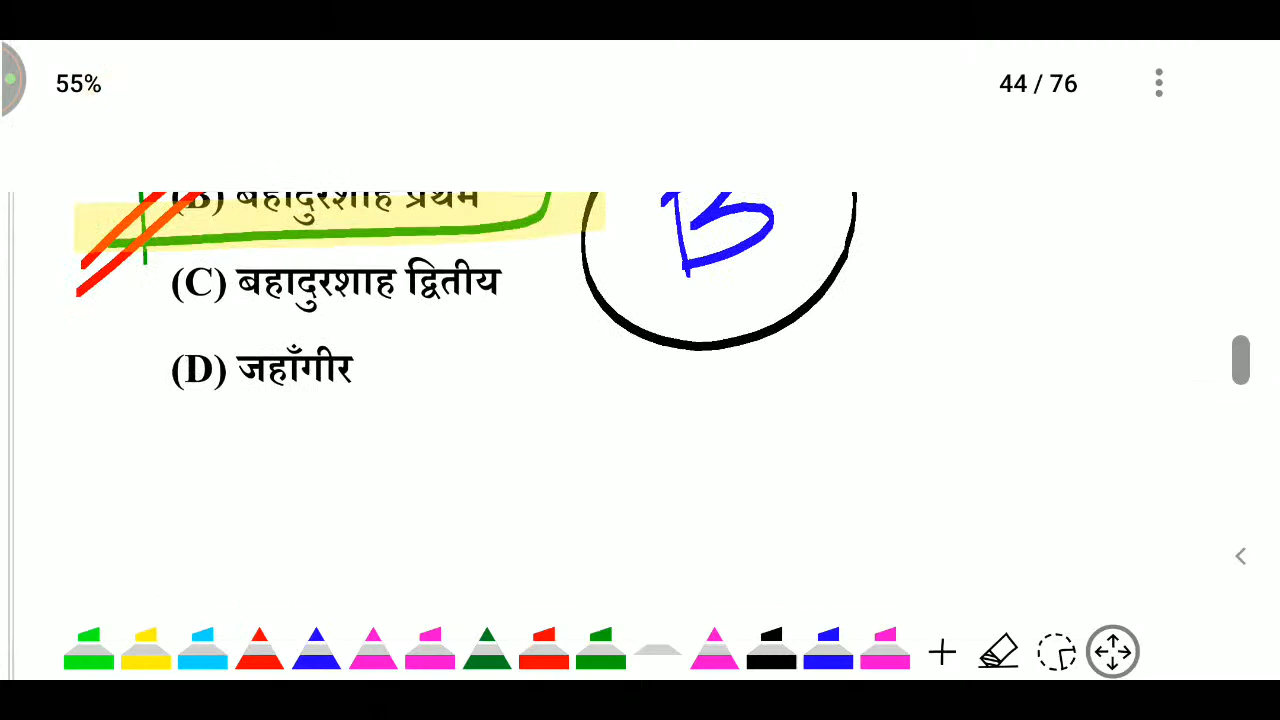 55%
44 / 76
(B) बहादुरशाह प्रथम
B
(C) बहादुरशाह द्वितीय
(D) जहाँगीर